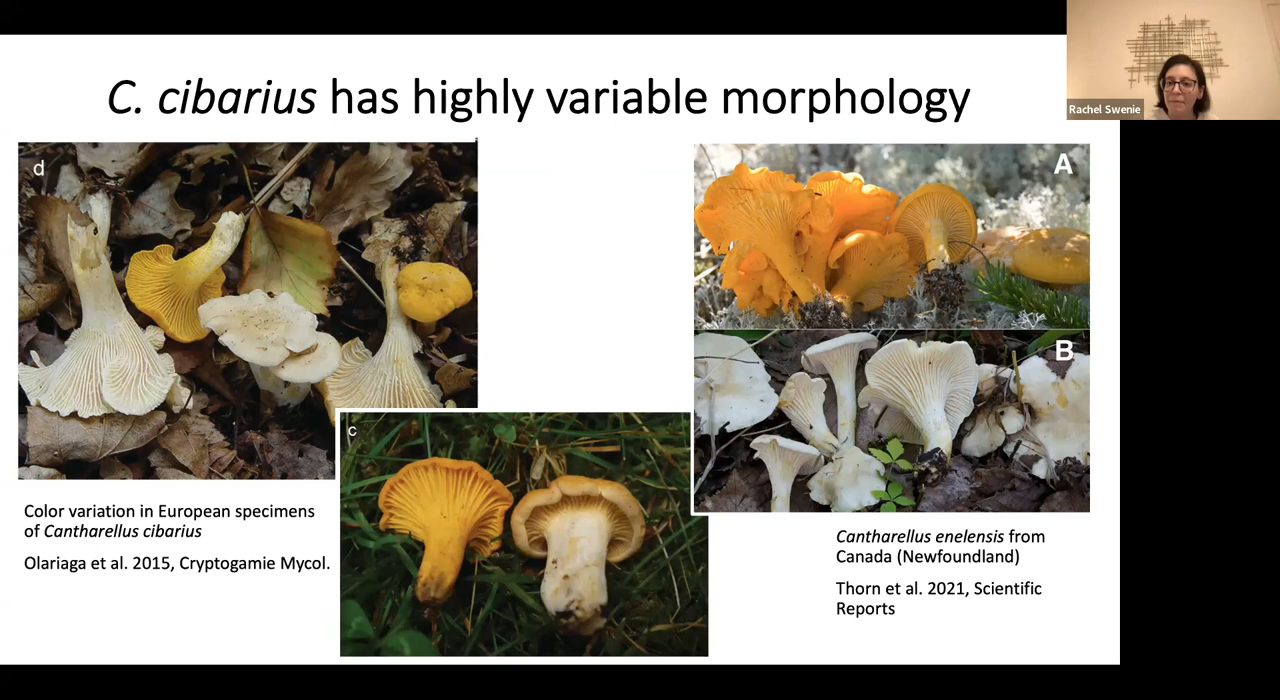 C. cibarius has highly variable morphology
Rachel Swenie
d
A
B
c
Color variation in European specimens
of Cantharellus cibarius
Olariaga et al. 2015, Cryptogamie Mycol.
Cantharellus enelensis from
Canada (Newfoundland)
Thorn et al. 2021, Scientific
Reports